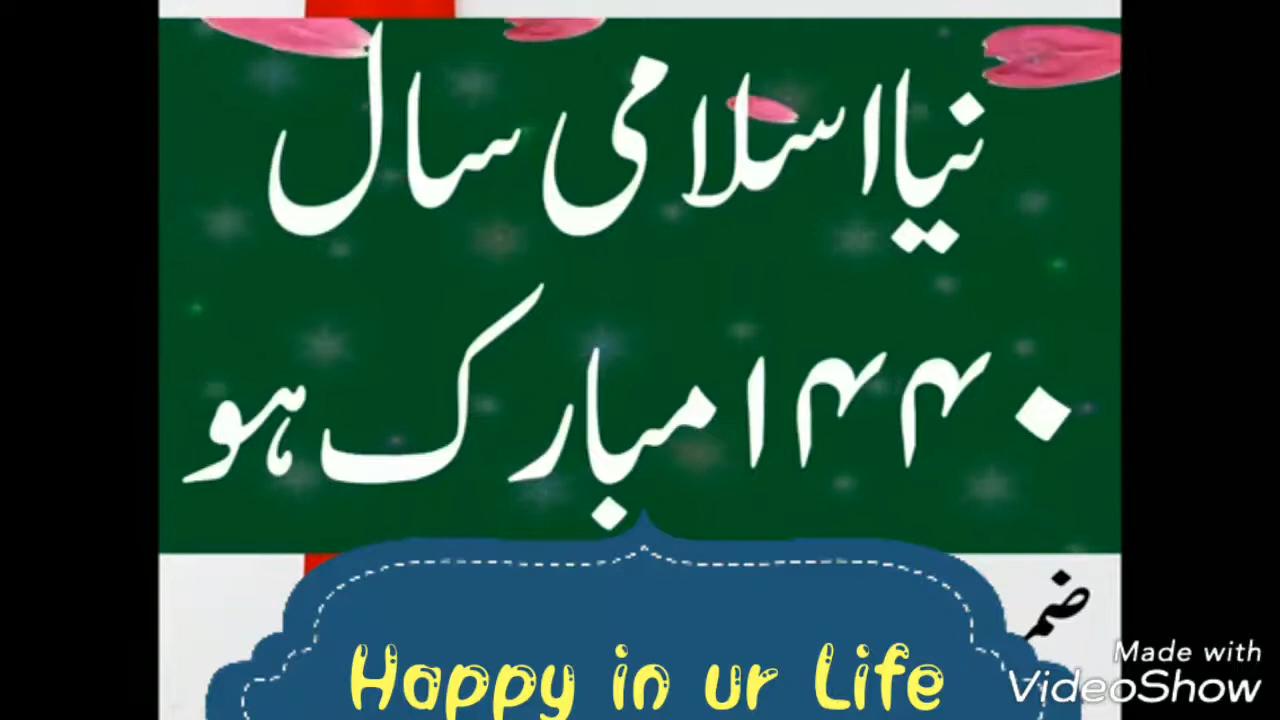 نیا اسلامی سال
۱۴۴۰ مبارک ہو
Happy in ur Life
Made with
VideoShow